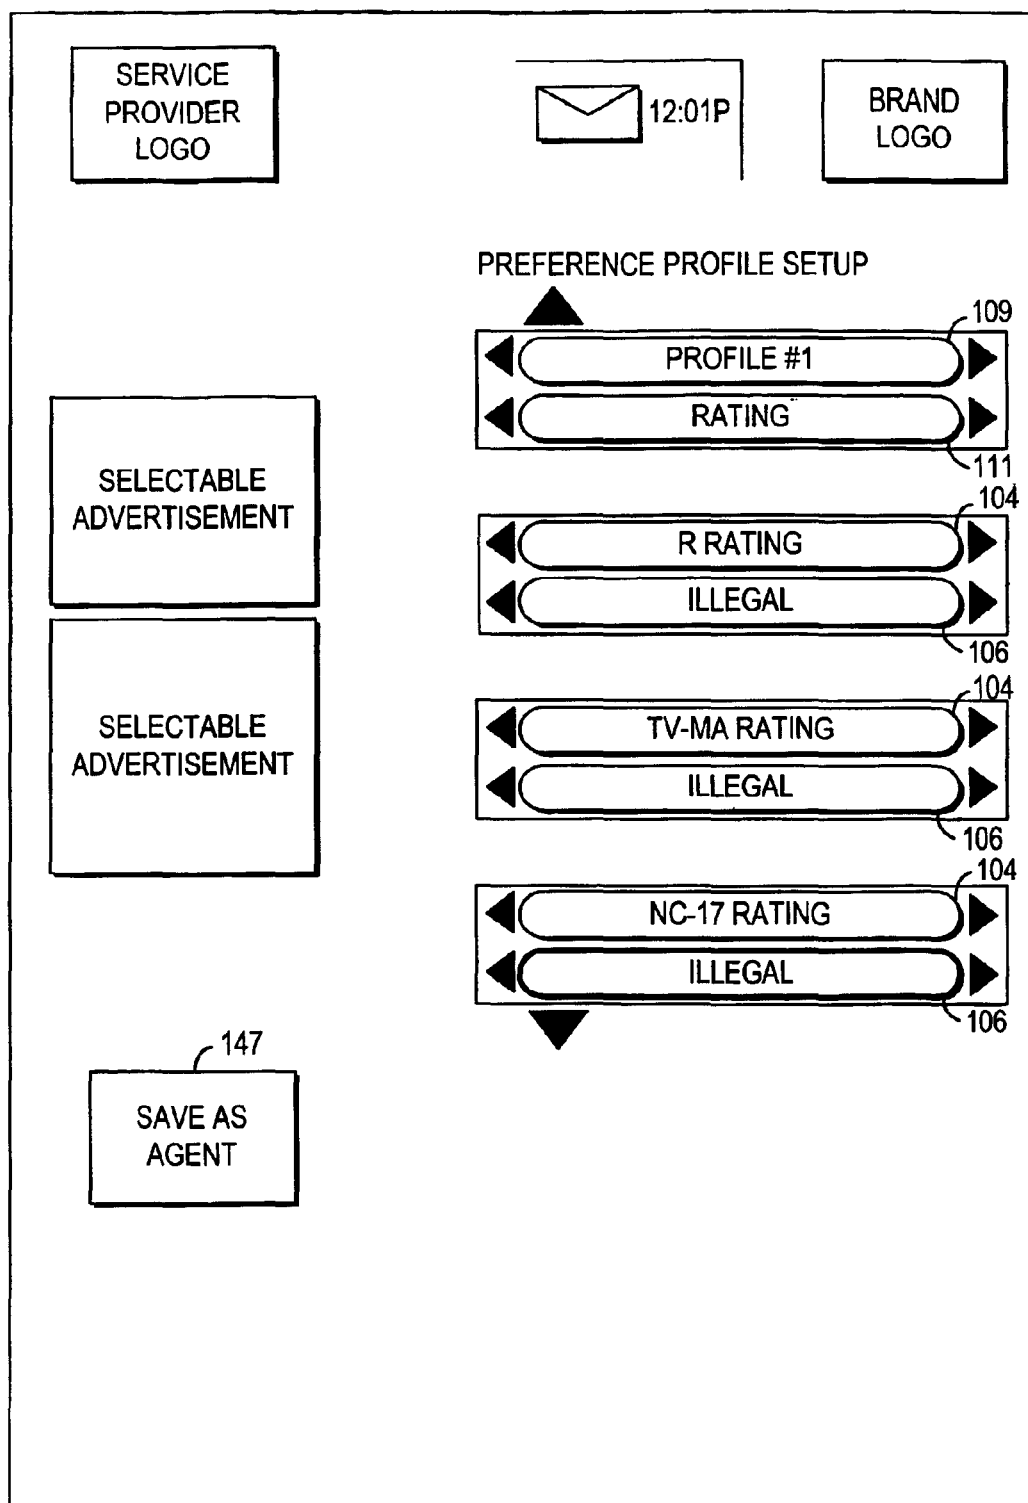 SERVICE
PROVIDER
LOGO
12:01P
BRAND
LOGO
PREFERENCE PROFILE SETUP
109
PROFILE #1
RATING
111
SELECTABLE
ADVERTISEMENT
104
R RATING
ILLEGAL
106
SELECTABLE
ADVERTISEMENT
104
TV-MA RATING
ILLEGAL
106
104
NC-17 RATING
ILLEGAL
106
147
SAVE AS
AGENT